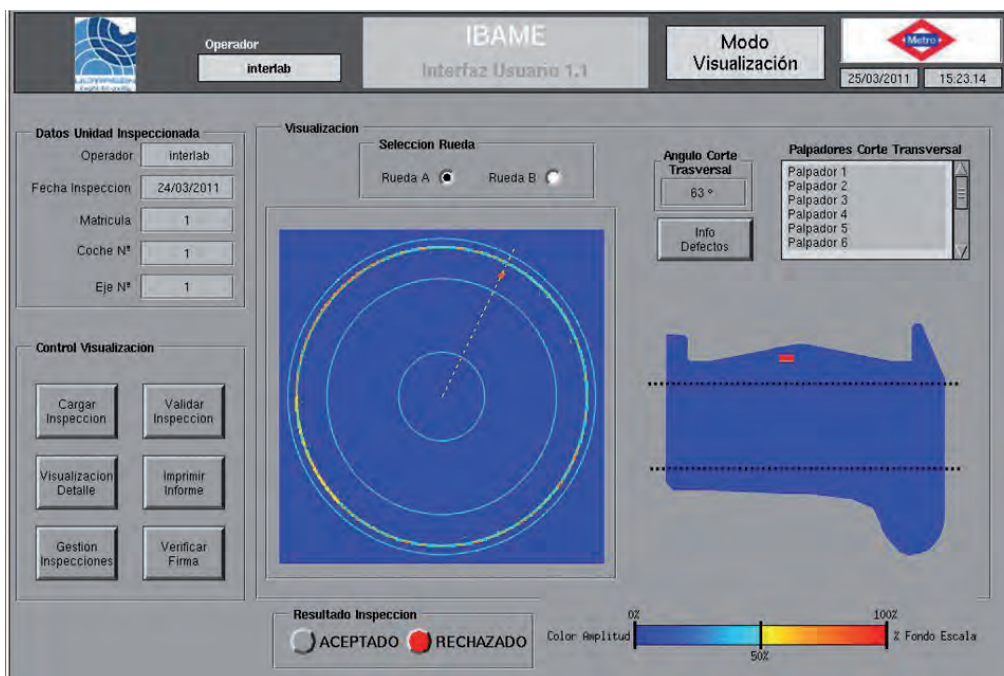 Operador
interlab
IBAME
Interfaz Usuario 1.1
Modo
Visualización
Metro
25/03/2011
15:23.14
Datos Unidad Inspeccionada
Operador
interlab
Fecha Inspeccion
24/03/2011
Matricula
1
Coche Nº
1
Eje Nº
1
Control Visualizacion
Cargar
Inspeccion
Validar
Inspeccion
Visualizacion
Detalle
Imprimir
Informe
Gestion
Inspecciones
Verificar
Firma
Visualizacion
Seleccion Rueda
Rueda A
Rueda B
Angulo Corte
Trasversal
63 º
Info
Defectos
Palpadores Corte Transversal
Palpador 1
Palpador 2
Palpador 3
Palpador 4
Palpador 5
Palpador 6
Resultado Inspeccion
ACEPTADO
RECHAZADO
0%
100%
Color Amplitud
% Fondo Escala
50%